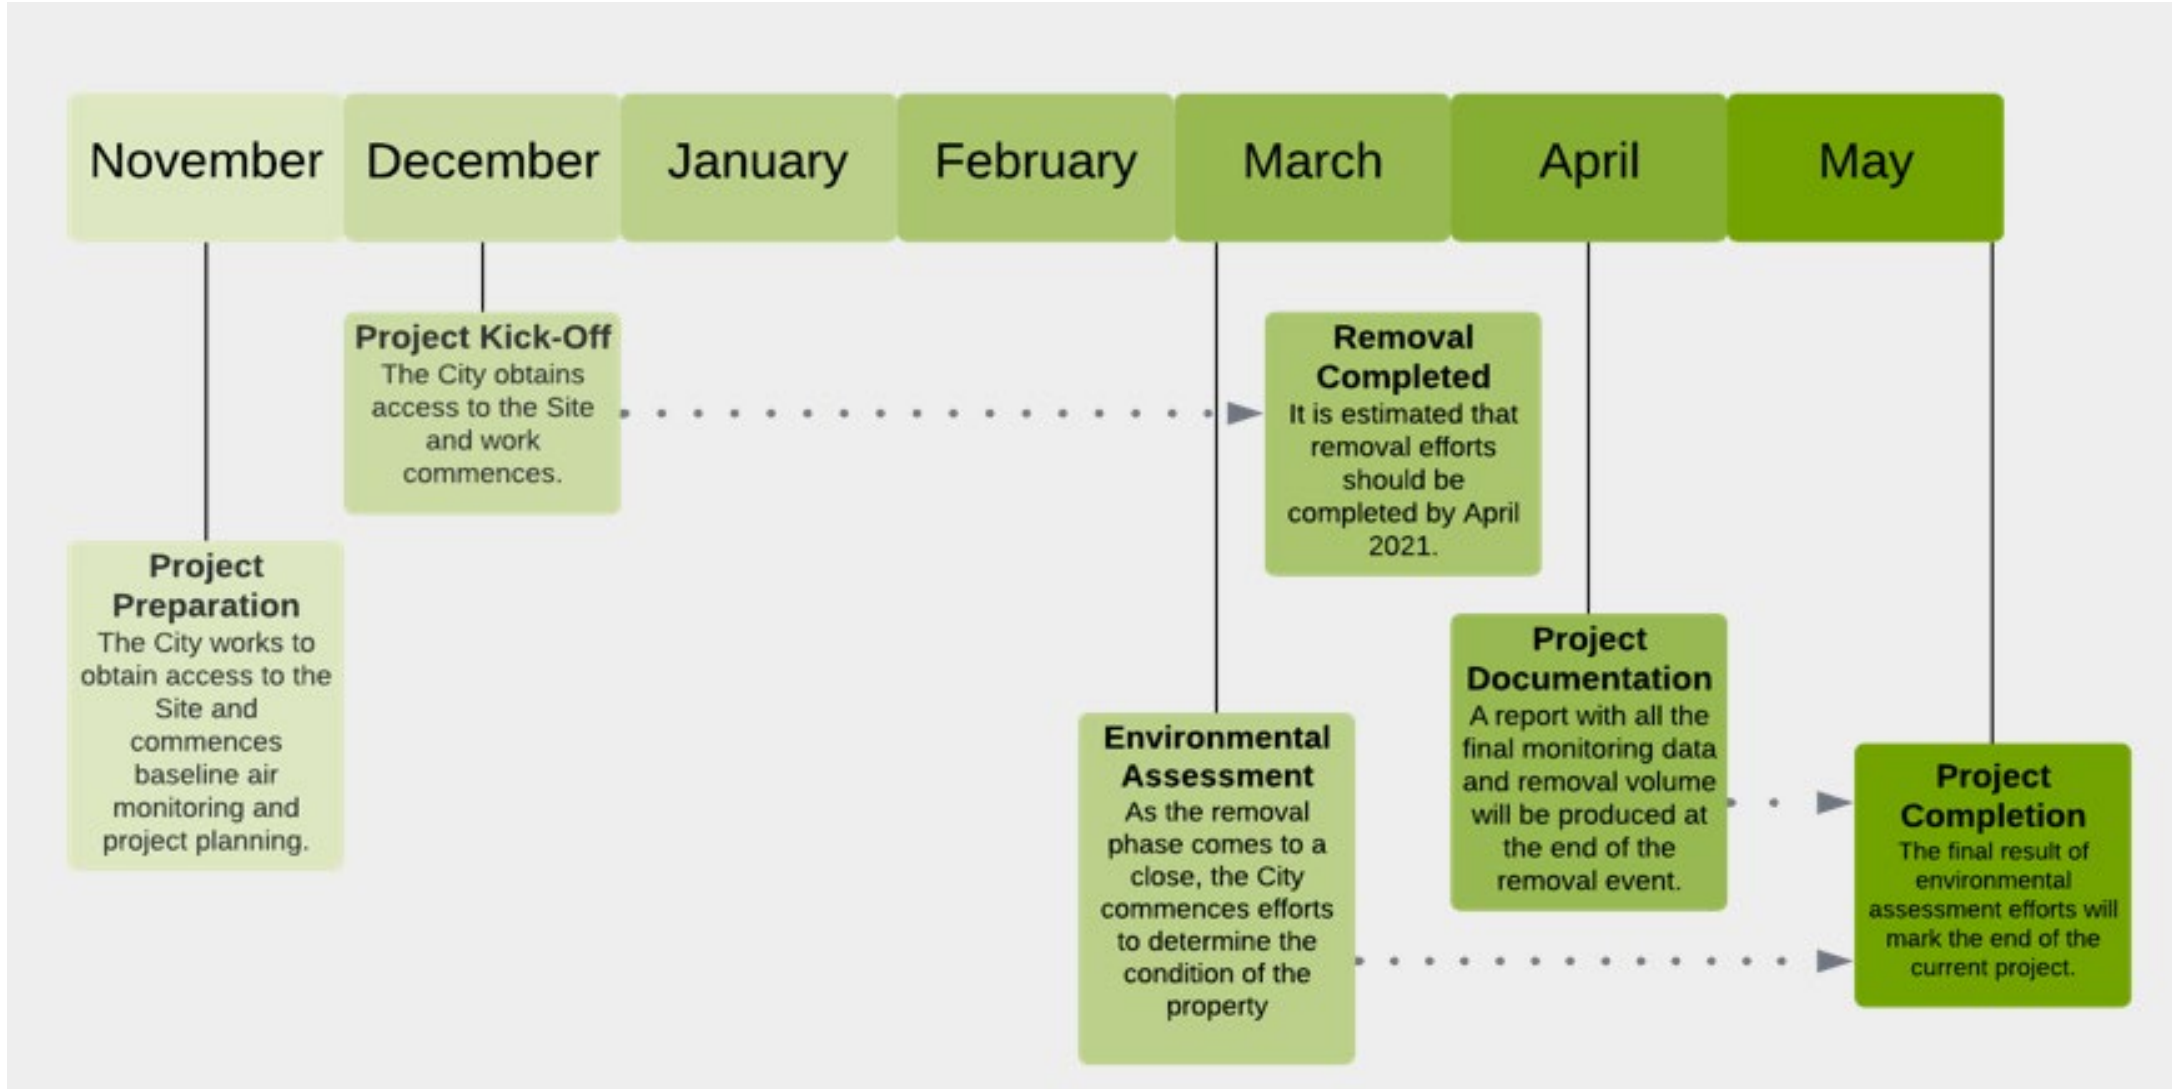 November
December
January
February
March
April
May
Project Kick-Off
The City obtains
access to the Site
and work
commences.
Removal
Completed
It is estimated that
removal efforts
should be
completed by April
2021.
Project
Preparation
The City works to
obtain access to the
Site and
commences
baseline air
monitoring and
project planning.
Project
Documentation
A report with all the
final monitoring data
and removal volume
will be produced at
the end of the
removal event.
Environmental
Assessment
As the removal
phase comes to a
close, the City
commences efforts
to determine the
condition of the
property
Project
Completion
The final result of
environmental
assessment efforts will
mark the end of the
current project.